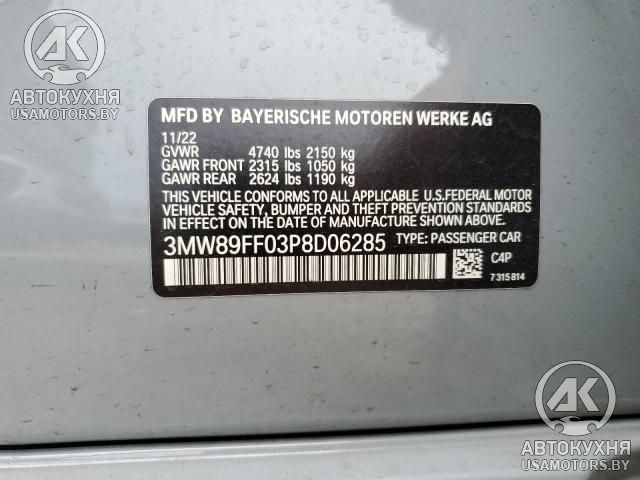 AK
АВТОКУХНЯ
USAMOTORS.BY
MFD BY BAYERISCHE MOTOREN WERKE AG
11/22
GVWR 4740 lbs 2150 kg
GAWR FRONT 2315 lbs 1050 kg
GAWR REAR 2624 lbs 1190 kg
THIS VEHICLE CONFORMS TO ALL APPLICABLE U.S.FEDERAL MOTOR
VEHICLE SAFETY, BUMPER AND THEFT PREVENTION STANDARDS
IN EFFECT ON THE DATE OF MANUFACTURE SHOWN ABOVE.
3MW89FF03P8D06285 TYPE: PASSENGER CAR
C4P
7 315 814
AK
АВТОКУХНЯ
USAMOTORS.BY